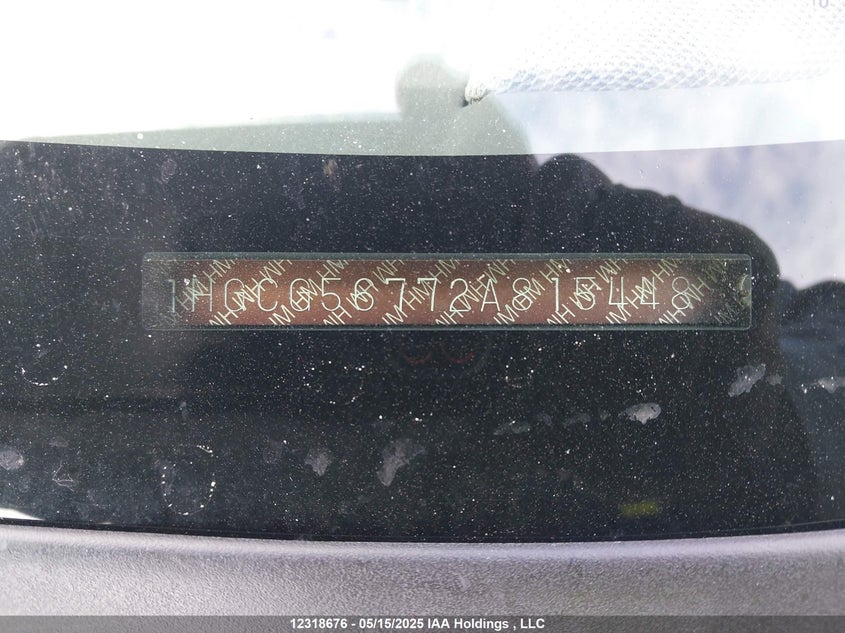 1HGCG56772A815448
12318676 - 05/15/2025 IAA Holdings , LLC